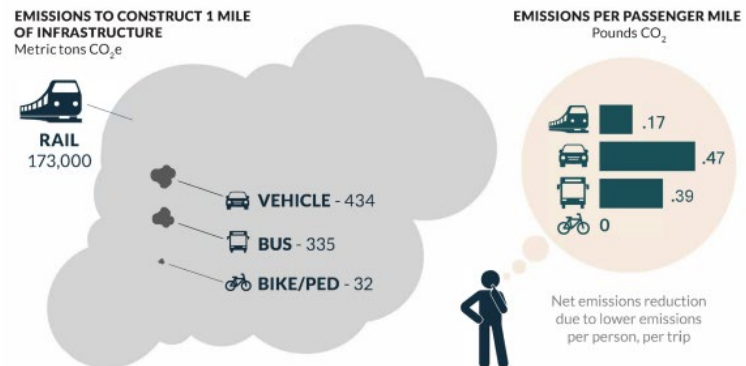 EMISSIONS TO CONSTRUCT 1 MILE
OF INFRASTRUCTURE
Metric tons CO₂e
RAIL
173,000
VEHICLE - 434
BUS - 335
BIKE/PED - 32
EMISSIONS PER PASSENGER MILE
Pounds CO₂
.17
.47
.39
0
Net emissions reduction
due to lower emissions
per person, per trip